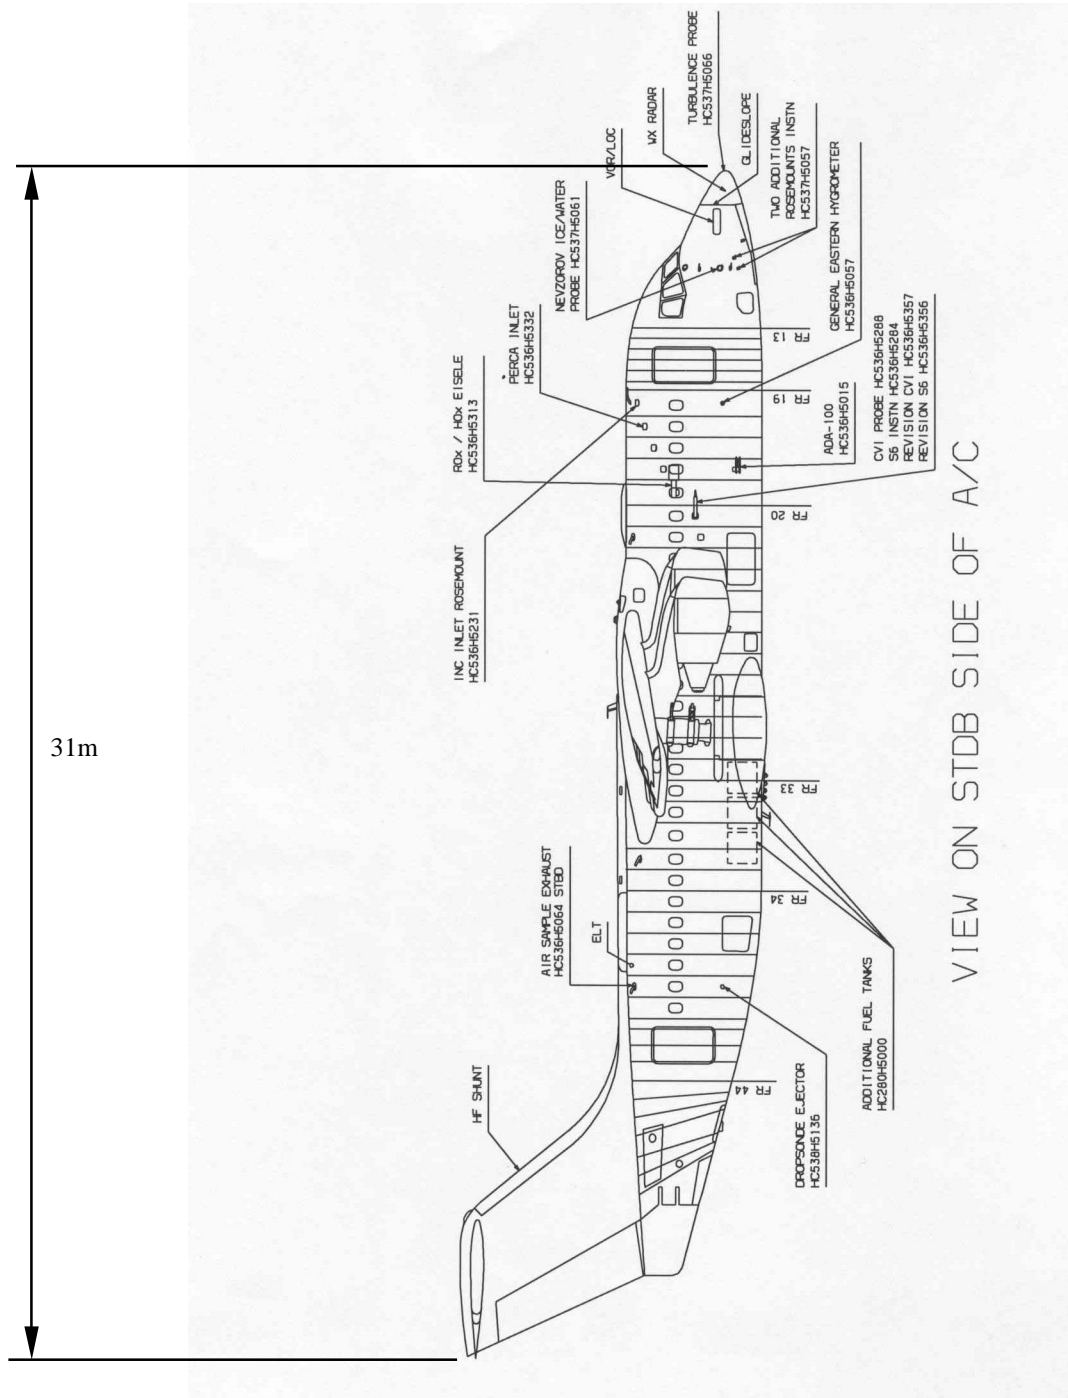 TURBULENCE PROBE
HC537H5066
WX RADAR
GLIDESLOPE
VOR/LOC
TWO ADDITIONAL
ROSEMOUNTS INSTN
HC537H5057
NEVZOROV ICE/WATER
PROBE HC537H5061
GENERAL EASTERN HYGROMETER
HC536H5057
PERCA INLET
HC536H5332
FR 13
ROx / HOx EISELE
HC536H5313
FR 19
ADA-100
HC536H5015
CVI PROBE HC536H5288
S6 INSTN HC536H5284
REVISION CVI HC536H5357
REVISION S6 HC536H5356
FR 20
INC INLET ROSEMOUNT
HC536H5231
31m
FR 33
AIR SAMPLE EXHAUST
HC536H5064 STBD
ELT
FR 34
ADDITIONAL FUEL TANKS
HC280H5000
HF SHUNT
FR 44
DROPSONDE EJECTOR
HC538H5136
VIEW ON STDB SIDE OF A/C